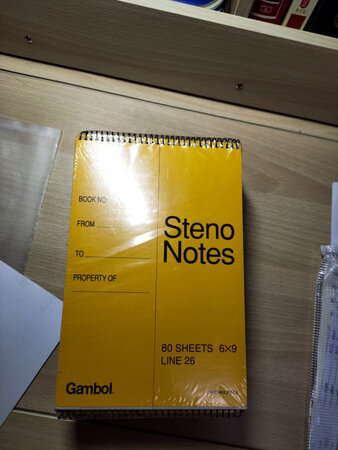 BOOK NO.
FROM
TO
PROPERTY OF
Steno
Notes
80 SHEETS 6×9
LINE 26
Gambol